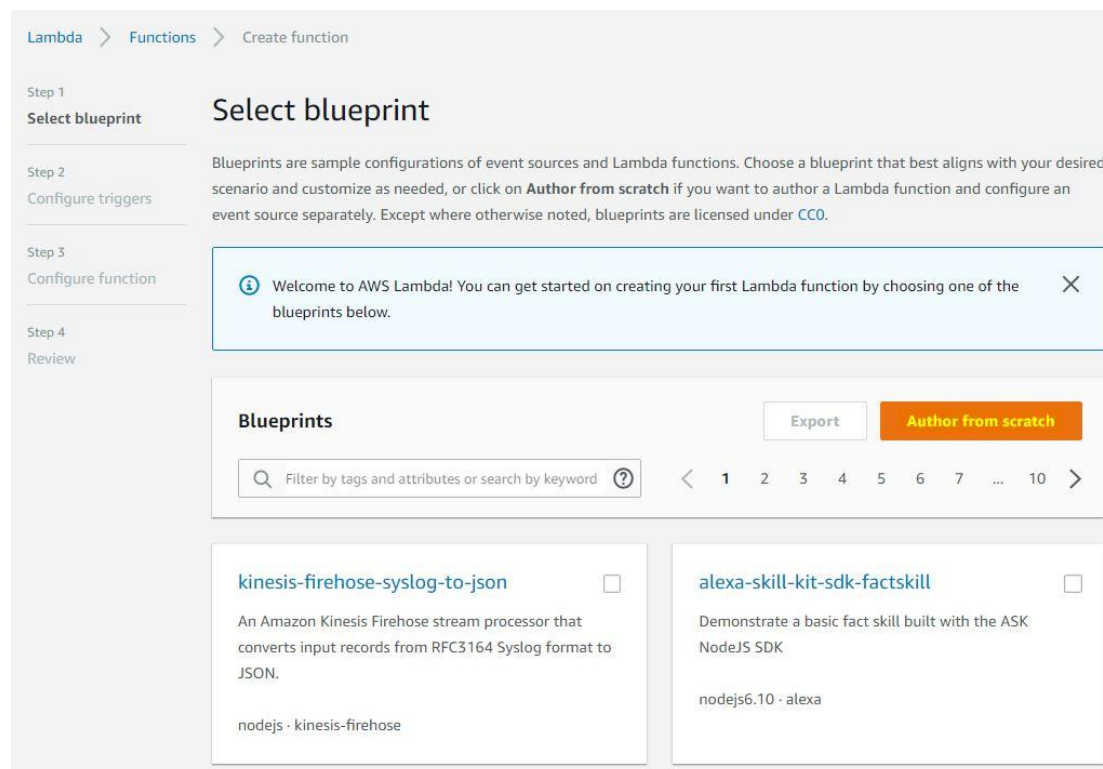 Lambda > Functions > Create function
Step 1
Select blueprint
Step 2
Configure triggers
Step 3
Configure function
Step 4
Review
Select blueprint
Blueprints are sample configurations of event sources and Lambda functions. Choose a blueprint that best aligns with your desired
scenario and customize as needed, or click on Author from scratch if you want to author a Lambda function and configure an
event source separately. Except where otherwise noted, blueprints are licensed under CC0.
Welcome to AWS Lambda! You can get started on creating your first Lambda function by choosing one of the
blueprints below.
Blueprints
Export
Author from scratch
Filter by tags and attributes or search by keyword
1 2 3 4 5 6 7 ... 10
kinesis-firehose-syslog-to-json
An Amazon Kinesis Firehose stream processor that
converts input records from RFC3164 Syslog format to
JSON.
nodejs · kinesis-firehose
alexa-skill-kit-sdk-factskill
Demonstrate a basic fact skill built with the ASK
NodeJS SDK
nodejs6.10 · alexa